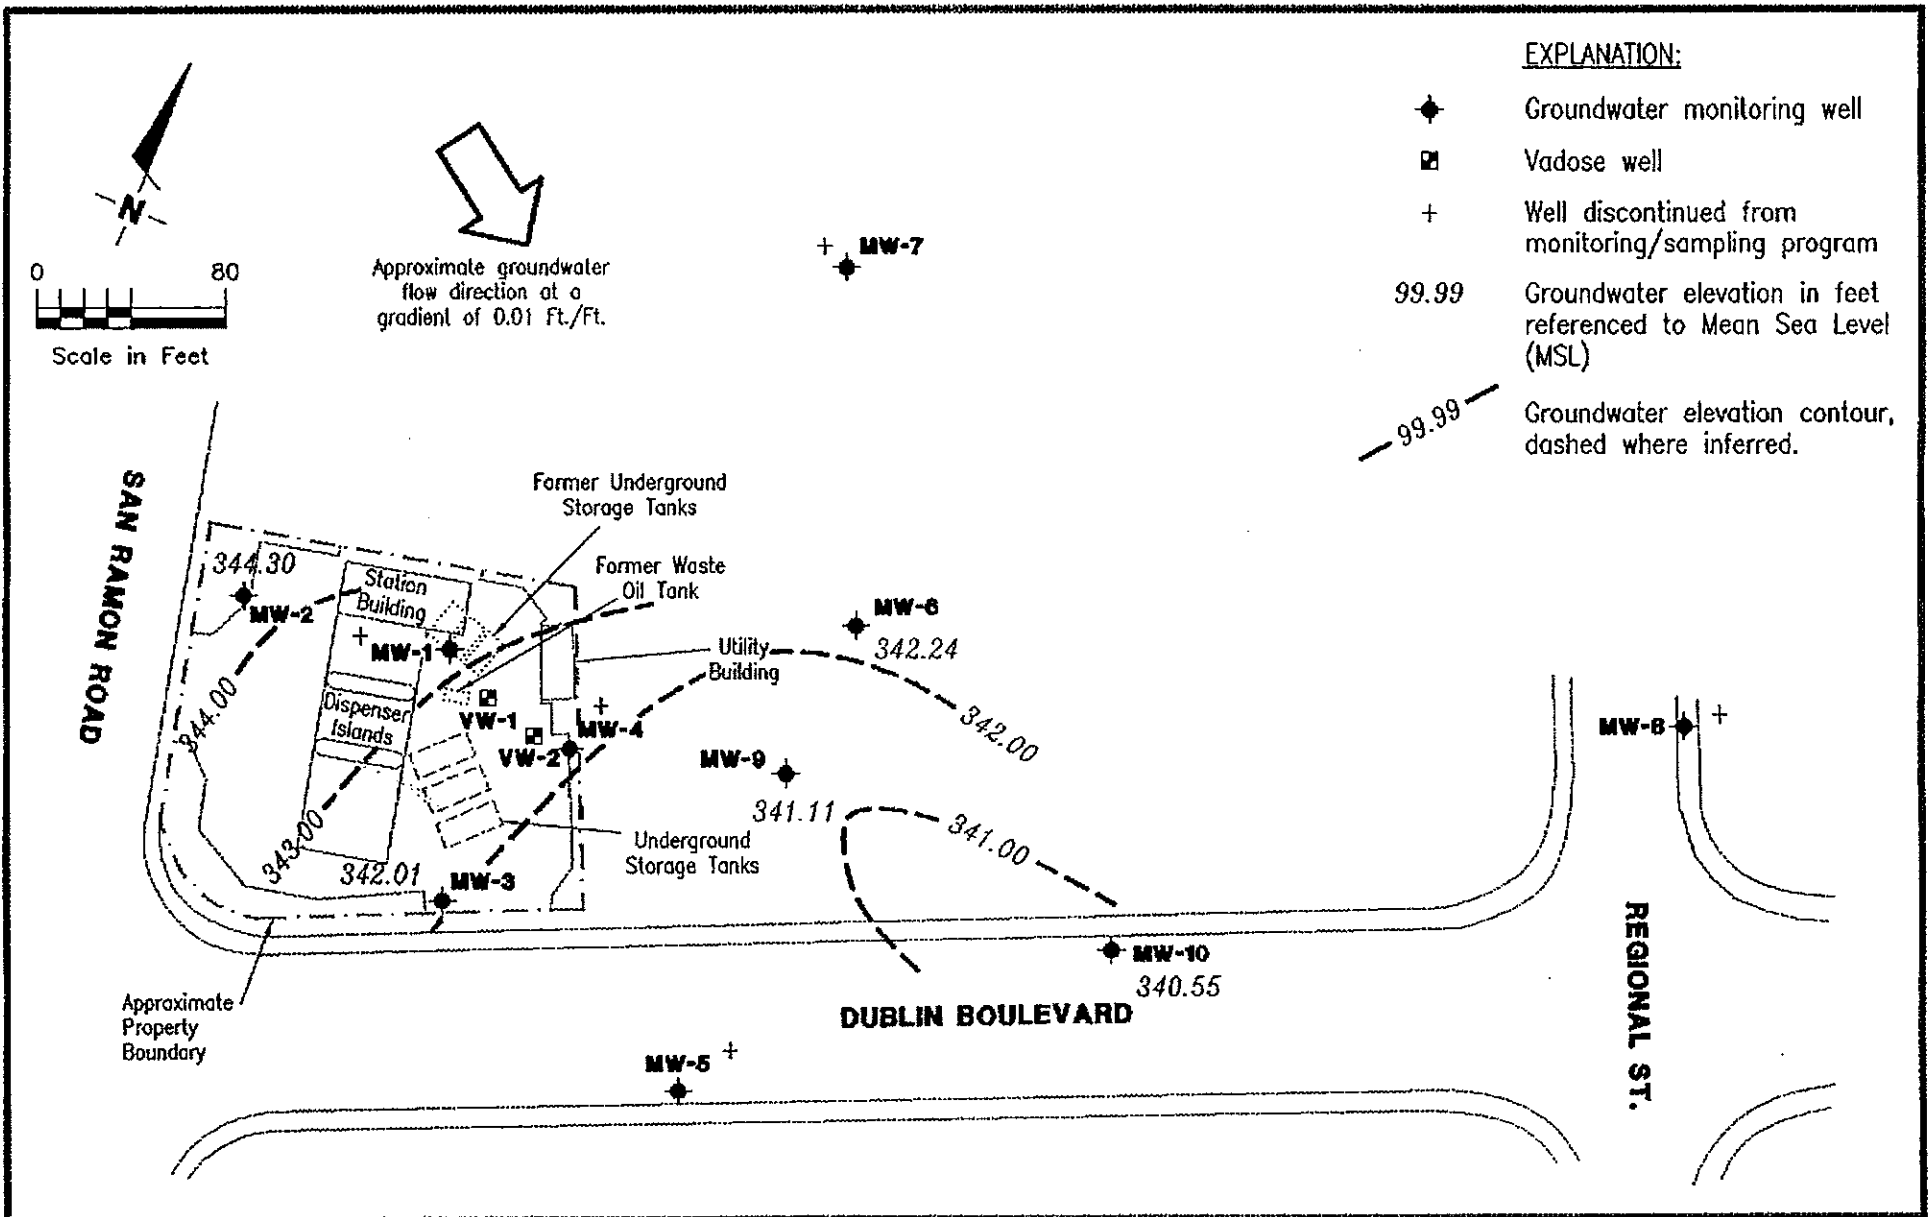 EXPLANATION:
Groundwater monitoring well
Vadose well
+ Well discontinued from
monitoring/sampling program
99.99 Groundwater elevation in feet
referenced to Mean Sea Level
(MSL)
99.99 Groundwater elevation contour,
dashed where inferred.
N
0 80
Scale in Feet
Approximate groundwater
flow direction at a
gradient of 0.01 Ft./Ft.
+ MW-7
SAN RAMON ROAD
Former Underground
Storage Tanks
Former Waste
Oil Tank
344.30
MW-2
Station
Building
+ MW-1
344.00
Dispenser
Islands
VW-1
VW-2
+
MW-4
Utility
Building
MW-6
342.24
342.00
MW-9
341.11
341.00
343.00
342.01
MW-3
Underground
Storage Tanks
MW-8 +
MW-10
340.55
DUBLIN BOULEVARD
REGIONAL ST.
Approximate
Property
Boundary
MW-5 +